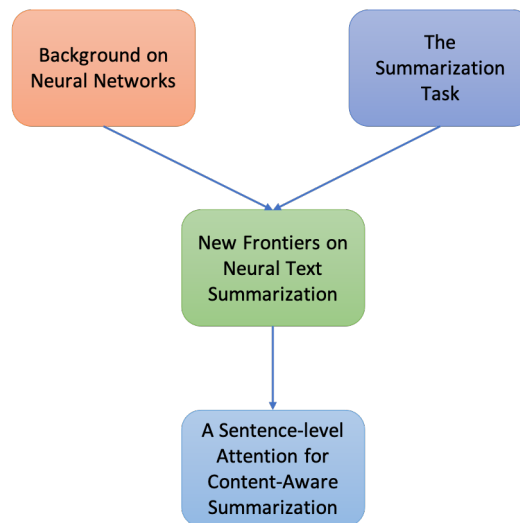 Background on
Neural Networks
The
Summarization
Task
New Frontiers on
Neural Text
Summarization
A Sentence-level
Attention for
Content-Aware
Summarization